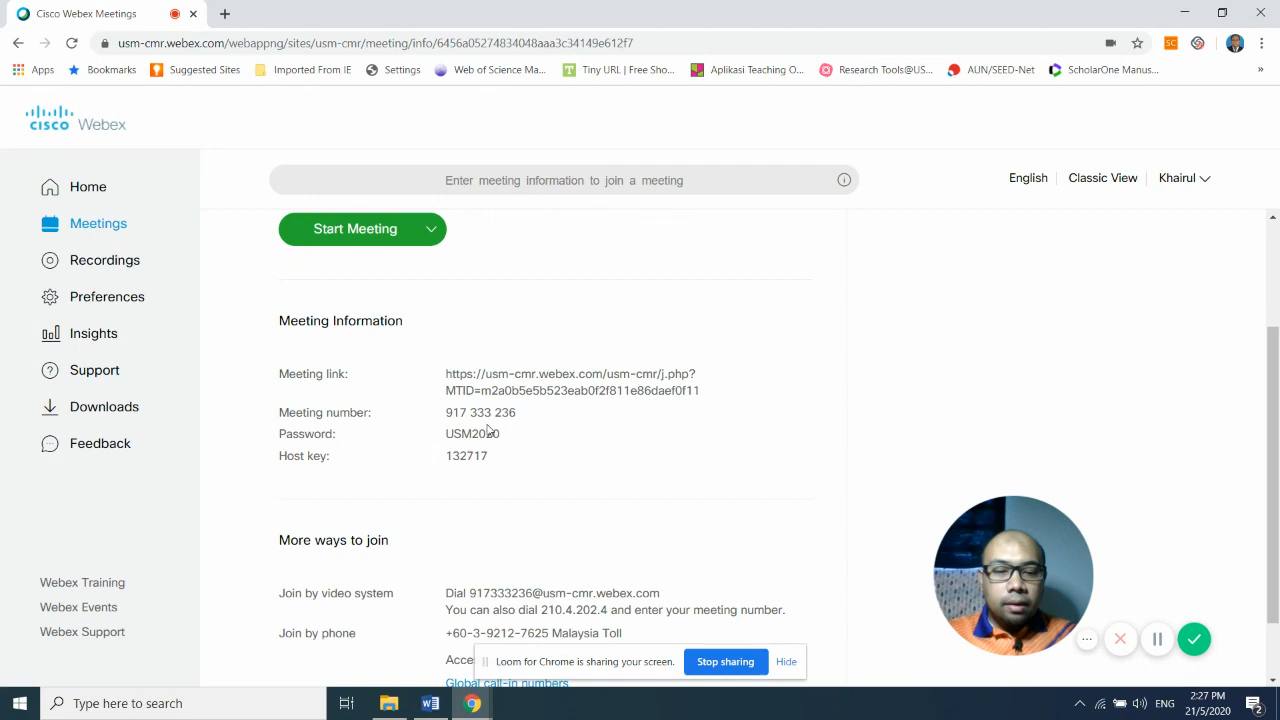 Cisco Webex Meetings
usm-cmr.webex.com/webappng/sites/usm-cmr/meeting/info/6456a05274834048aaa3c34149e612f7
Apps
Bookmarks
Suggested Sites
Imported From IE
Settings
Web of Science Ma...
Tiny URL | Free Sho...
Aplikasi Teaching O...
Research Tools@US...
AUN/SEED-Net
ScholarOne Manus...
»
SC
CISCO Webex
Enter meeting information to join a meeting
English
Classic View
Khairul
Home
Meetings
Recordings
Preferences
Insights
Support
Downloads
Feedback
Webex Training
Webex Events
Webex Support
Start Meeting
Meeting Information
Meeting link:
https://usm-cmr.webex.com/usm-cmr/j.php?
MTID=m2a0b5e5b523eab0f2f811e86daef0f11
Meeting number:
917 333 236
Password:
Host key:
132717
More ways to join
Join by video system
Dial 917333236@usm-cmr.webex.com
You can also dial 210.4.202.4 and enter your meeting number.
Join by phone
+60-3-9212-7625 Malaysia Toll
Global call-in numbers
Loom for Chrome is sharing your screen.
Stop sharing
Hide
Type here to search
ENG
2:27 PM
21/5/2020
2